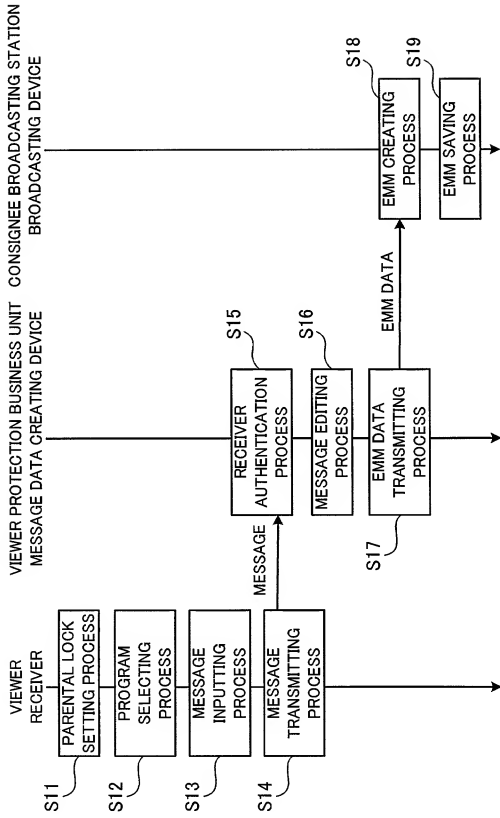 VIEWER
RECEIVER
VIEWER PROTECTION BUSINESS UNIT
MESSAGE DATA CREATING DEVICE
CONSIGNEE BROADCASTING STATION
BROADCASTING DEVICE
S11
PARENTAL LOCK
SETTING PROCESS
S12
PROGRAM
SELECTING
PROCESS
S13
MESSAGE
INPUTTING
PROCESS
S14
MESSAGE
TRANSMITTING
PROCESS
MESSAGE
RECEIVER
AUTHENTICATION
PROCESS
S15
MESSAGE EDITING
PROCESS
S16
S17
EMM DATA
TRANSMITTING
PROCESS
EMM DATA
EMM CREATING
PROCESS
S18
EMM SAVING
PROCESS
S19